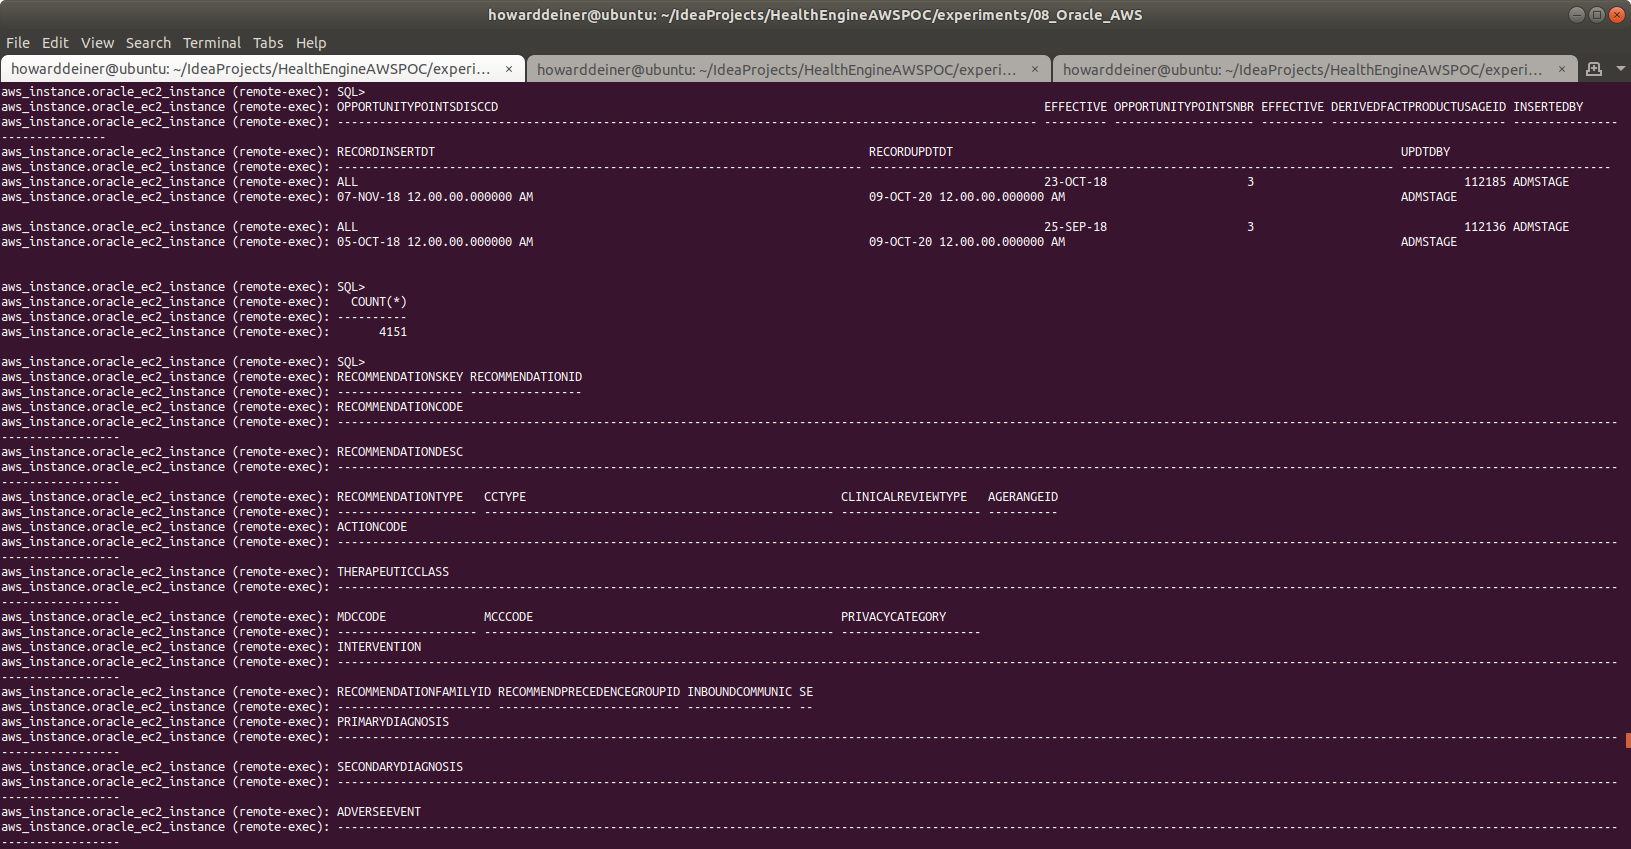 howarddeiner@ubuntu: ~/IdeaProjects/HealthEngineAWSPOC/experiments/08_Oracle_AWS
File Edit View Search Terminal Tabs Help
howarddeiner@ubuntu: ~/IdeaProjects/HealthEngineAWSPOC/experi... × howarddeiner@ubuntu: ~/IdeaProjects/HealthEngineAWSPOC/experi... × howarddeiner@ubuntu: ~/IdeaProjects/HealthEngineAWSPOC/experi... ×
aws_instance.oracle_ec2_instance (remote-exec): SQL>
aws_instance.oracle_ec2_instance (remote-exec): OPPORTUNITYPOINTSDISCCD EFFECTIVE OPPORTUNITYPOINTSNBR EFFECTIVE DERIVEDFACTPRODUCTUSAGEID INSERTEDBY
aws_instance.oracle_ec2_instance (remote-exec): ---------------------------------------------------------------------------------------------------- --------- -------------------- --------- ------------------------- ---------------
---------------
aws_instance.oracle_ec2_instance (remote-exec): RECORDINSERTDT RECORDUPDTDT UPDTDBY
aws_instance.oracle_ec2_instance (remote-exec): --------------------------------------------------------------------------- --------------------------------------------------------------------------- ------------------------------
aws_instance.oracle_ec2_instance (remote-exec): ALL 23-OCT-18 3 112185 ADMSTAGE
aws_instance.oracle_ec2_instance (remote-exec): 07-NOV-18 12.00.00.000000 AM 09-OCT-20 12.00.00.000000 AM ADMSTAGE
aws_instance.oracle_ec2_instance (remote-exec): ALL 25-SEP-18 3 112136 ADMSTAGE
aws_instance.oracle_ec2_instance (remote-exec): 05-OCT-18 12.00.00.000000 AM 09-OCT-20 12.00.00.000000 AM ADMSTAGE
aws_instance.oracle_ec2_instance (remote-exec): SQL>
aws_instance.oracle_ec2_instance (remote-exec): COUNT(*)
aws_instance.oracle_ec2_instance (remote-exec): ----------
aws_instance.oracle_ec2_instance (remote-exec): 4151
aws_instance.oracle_ec2_instance (remote-exec): SQL>
aws_instance.oracle_ec2_instance (remote-exec): RECOMMENDATIONSKEY RECOMMENDATIONID
aws_instance.oracle_ec2_instance (remote-exec): ------------------ ----------------
aws_instance.oracle_ec2_instance (remote-exec): RECOMMENDATIONCODE
aws_instance.oracle_ec2_instance (remote-exec): ---------------------------------------------------------------------------------------
-----------------
aws_instance.oracle_ec2_instance (remote-exec): RECOMMENDATIONDESC
aws_instance.oracle_ec2_instance (remote-exec): ---------------------------------------------------------------------------------------
-----------------
aws_instance.oracle_ec2_instance (remote-exec): RECOMMENDATIONTYPE CCTYPE CLINICALREVIEWTYPE AGERANGEID
aws_instance.oracle_ec2_instance (remote-exec): -------------------- -------------------------------------------------- -------------------- ----------
aws_instance.oracle_ec2_instance (remote-exec): ACTIONCODE
aws_instance.oracle_ec2_instance (remote-exec): ---------------------------------------------------------------------------------------
-----------------
aws_instance.oracle_ec2_instance (remote-exec): THERAPEUTICCLASS
aws_instance.oracle_ec2_instance (remote-exec): ---------------------------------------------------------------------------------------
-----------------
aws_instance.oracle_ec2_instance (remote-exec): MDCCODE MCCCODE PRIVACYCATEGORY
aws_instance.oracle_ec2_instance (remote-exec): -------------------- -------------------------------------------------- --------------------
aws_instance.oracle_ec2_instance (remote-exec): INTERVENTION
aws_instance.oracle_ec2_instance (remote-exec): ---------------------------------------------------------------------------------------
-----------------
aws_instance.oracle_ec2_instance (remote-exec): RECOMMENDATIONFAMILYID RECOMMENDPRECEDENCEGROUPID INBOUNDCOMMUNIC SE
aws_instance.oracle_ec2_instance (remote-exec): ---------------------- -------------------------- --------------- --
aws_instance.oracle_ec2_instance (remote-exec): PRIMARYDIAGNOSIS
aws_instance.oracle_ec2_instance (remote-exec): ---------------------------------------------------------------------------------------
-----------------
aws_instance.oracle_ec2_instance (remote-exec): SECONDARYDIAGNOSIS
aws_instance.oracle_ec2_instance (remote-exec): ---------------------------------------------------------------------------------------
-----------------
aws_instance.oracle_ec2_instance (remote-exec): ADVERSEEVENT
aws_instance.oracle_ec2_instance (remote-exec): ---------------------------------------------------------------------------------------
-----------------